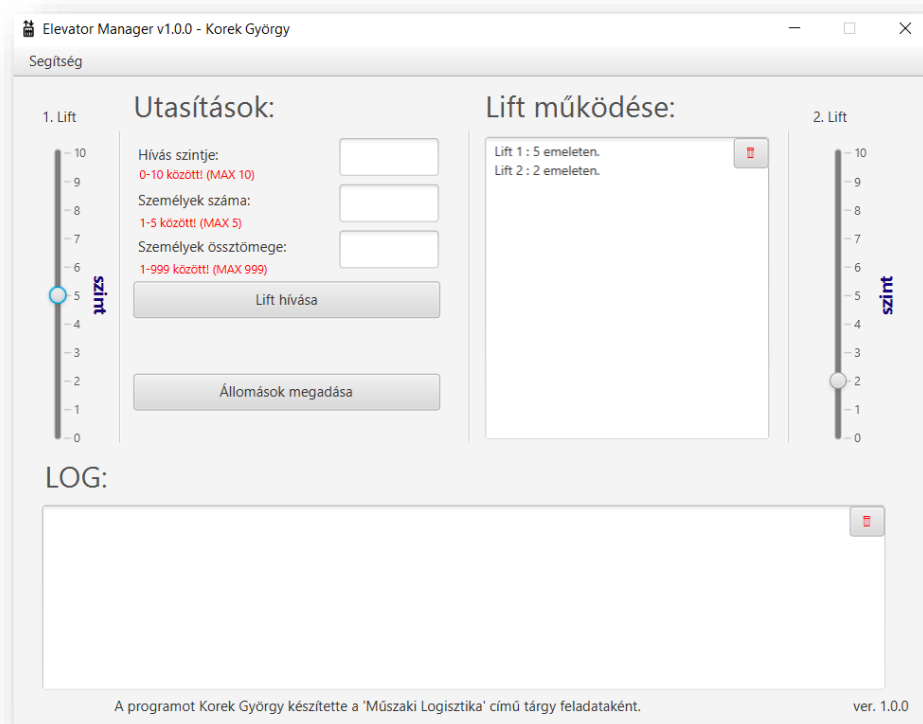 Elevator Manager v1.0.0 - Korek György
Segítség
1. Lift
10
9
8
7
6
5
4
3
2
1
0
szint
Utasítások:
Hívás szintje:
0-10 között! (MAX 10)
Személyek száma:
1-5 között! (MAX 5)
Személyek össztömege:
1-999 között! (MAX 999)
Lift hívása
Állomások megadása
Lift működése:
Lift 1 : 5 emeleten.
Lift 2 : 2 emeleten.
2. Lift
10
9
8
7
6
5
4
3
2
1
0
szint
LOG:
A programot Korek György készítette a 'Műszaki Logisztika' című tárgy feladataként.
ver. 1.0.0